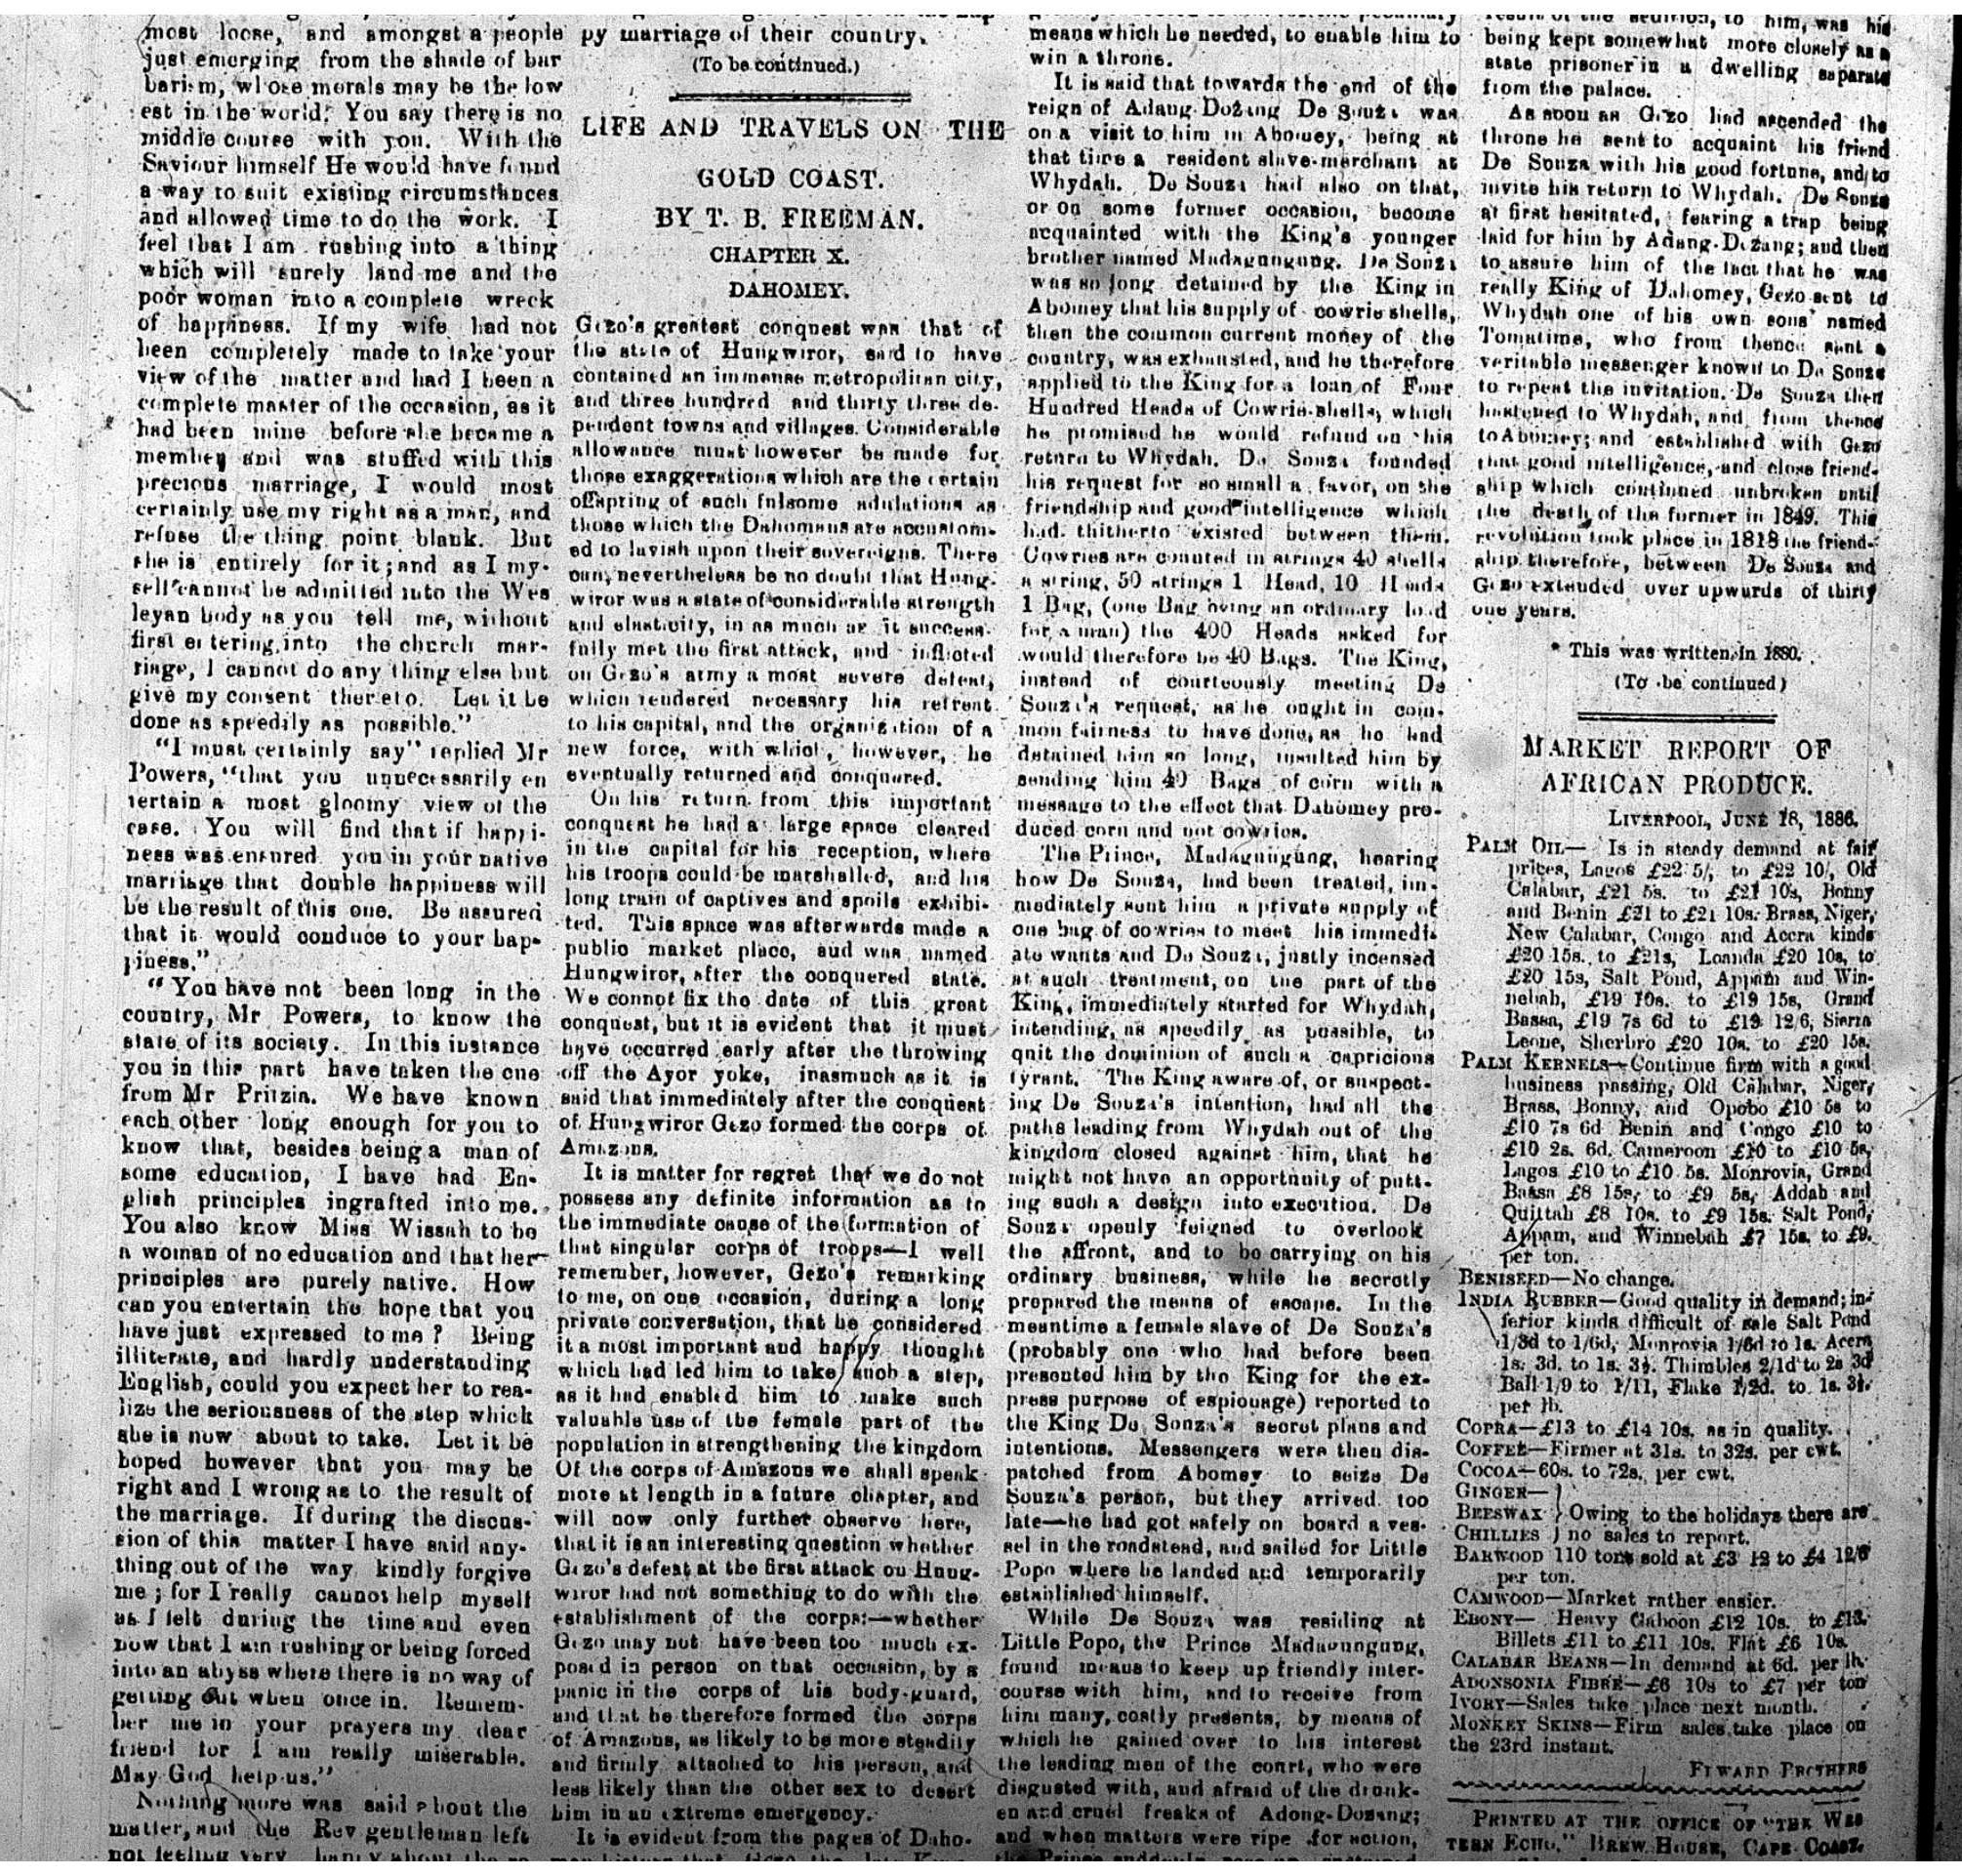 most loose, and amongst a people
just emerging from the shade of bar
barism, whose morals may be the low
est in the world. You say there is no
middle course with you. With the
Saviour himself He would have found
a way to suit existing circumstances
and allowed time to do the work. I
feel that I am rushing into a thing
which will surely land me and the
poor woman into a complete wreck
of happiness. If my wife had not
been completely made to take your
view of the matter and had I been a
complete master of the occasion, as it
had been mine before she became a
member and was stuffed with this
precious marriage, I would most
certainly use my right as a man, and
refuse the thing point blank. But
she is entirely for it; and as I my-
self cannot be admitted into the Wes
leyan body as you tell me, without
first entering into the church mar-
riage, I cannot do any thing else but
give my consent thereto. Let it be
done as speedily as possible."
"I must certainly say" replied Mr
Powers, "that you unnecessarily en
tertain a most gloomy view of the
case. You will find that if happi-
ness was ensured you in your native
marriage that double happiness will
be the result of this one. Be assured
that it would conduce to your hap-
piness."
"You have not been long in the
country, Mr Powers, to know the
state of its society. In this instance
you in this part have taken the cue
from Mr Pritzia. We have known
each other long enough for you to
know that, besides being a man of
some education, I have had En-
glish principles ingrafted into me.
You also know Miss Wissah to be
a woman of no education and that her
principles are purely native. How
can you entertain the hope that you
have just expressed to me? Being
illiterate, and hardly understanding
English, could you expect her to rea-
lize the seriousness of the step which
she is now about to take. Let it be
hoped however that you may be
right and I wrong as to the result of
the marriage. If during the discus-
sion of this matter I have said any-
thing out of the way kindly forgive
me; for I really cannot help myself
as I felt during the time and even
now that I am rushing or being forced
into an abyss where there is no way of
getting out when once in. Remem-
ber me in your prayers my dear
friend for I am really miserable.
May God help us."
Nothing more was said about the
matter, and the Rev gentleman left
not feeling very happy about the
py marriage of their country.
(To be continued.)
LIFE AND TRAVELS ON THE
GOLD COAST.
BY T. B. FREEMAN.
CHAPTER X.
DAHOMEY.
Gezo's greatest conquest was that of
the state of Hungwiror, said to have
contained an immense metropolitan city,
and three hundred and thirty three de-
pendent towns and villages. Considerable
allowance must however be made for
those exaggerations which are the certain
offspring of such fulsome adulations as
those which the Dahomans are accustom-
ed to lavish upon their sovereigns. There
can, nevertheless be no doubt that Hung-
wiror was a state of considerable strength
and elasticity, in as much as it success-
fully met the first attack, and inflicted
on Gezo's army a most severe defeat,
which rendered necessary his retreat
to his capital, and the organization of a
new force, with which, however, he
eventually returned and conquered.
On his return from this important
conquest he had a large space cleared
in the capital for his reception, where
his troops could be marshalled, and his
long train of captives and spoils exhibi-
ted. This space was afterwards made a
public market place, aud was named
Hungwiror, after the conquered state.
We connot fix the date of this great
conquest, but it is evident that it must
have occurred early after the throwing
off the Ayor yoke, inasmuch as it is
said that immediately after the conquest
of Hungwiror Gezo formed the corps of
Amazons.
It is matter for regret that we do not
possess any definite information as to
the immediate cause of the formation of
that singular corps of troops—I well
remember, however, Gezo's remarking
to me, on one occasion, during a long
private conversation, that he considered
it a most important and happy thought
which had led him to take such a step,
as it had enabled him to make such
valuable use of the female part of the
population in strengthening the kingdom
Of the corps of Amazons we shall speak
more at length in a future chapter, and
will now only further observe here,
that it is an interesting question whether
Gezo's defeat at the first attack on Hung-
wiror had not something to do with the
establishment of the corps:—whether
Gezo may not have been too much ex-
posed in person on that occasion, by a
panic in the corps of his body-guard,
and that he therefore formed the corps
of Amazons, as likely to be more steadily
and firmly attached to his person, and
less likely than the other sex to desert
him in an extreme emergency.
It is evident from the pages of Daho-
means which he needed, to enable him to
win a throne.
It is said that towards the end of the
reign of Adang-Dozing De Souza was
on a visit to him in Abomey, being at
that time a resident slave-merchant at
Whydah. De Souza had also on that,
or on some former occasion, become
acquainted with the King's younger
brother named Madagungung. De Souza
was so long detained by the King in
Abomey that his supply of cowrie shells,
then the common current money of the
country, was exhausted, and he therefore
applied to the King for a loan of Four
Hundred Heads of Cowrie-shells, which
he promised he would refund on his
return to Whydah. De Souza founded
his request for so small a favor, on the
friendship and good intelligence which
had thitherto existed between them.
Cowries are counted in strings 40 shells
a string, 50 strings 1 Head, 10 Heads
1 Bag, (one Bag being an ordinary load
for a man) the 400 Heads asked for
would therefore be 40 Bags. The King,
instead of courteously meeting De
Souza's request, as he ought in com-
mon fairness to have done, as he had
detained him so long, insulted him by
sending him 40 Bags of corn with a
message to the effect that Dahomey pro-
duced corn and not cowries.
The Prince, Madagungung, hearing
how De Souza, had been treated, im-
mediately sent him a private supply of
one bag of cowries to meet his immedi-
ate wants and De Souza, justly incensed
at such treatment, on the part of the
King, immediately started for Whydah,
intending, as speedily as possible, to
quit the dominion of such a capricious
tyrant. The King aware of, or suspect-
ing De Souza's intention, had all the
paths leading from Whydah out of the
kingdom closed against him, that he
might not have an opportunity of putt-
ing such a design into execution. De
Souza openly feigned to overlook
the affront, and to be carrying on his
ordinary business, while he secretly
prepared the means of escape. In the
meantime a female slave of De Souza's
(probably one who had before been
presented him by the King for the ex-
press purpose of espionage) reported to
the King De Souza's secret plans and
intentions. Messengers were then dis-
patched from Abomey to seize De
Souza's person, but they arrived too
late—he had got safely on board a ves-
sel in the roadstead, and sailed for Little
Popo where he landed and temporarily
established himself.
While De Souza was residing at
Little Popo, the Prince Madagungung,
found means to keep up friendly inter-
course with him, and to receive from
him many, costly presents, by means of
which he gained over to his interest
the leading men of the court, who were
disgusted with, and afraid of the drunk-
en and cruel freaks of Adong-Dozang;
and when matters were ripe for action,
result of the sedition, to him, was his
being kept somewhat more closely as a
state prisoner in a dwelling separate
from the palace.
As soon as Gezo had ascended the
throne he sent to acquaint his friend
De Souza with his good fortune, and to
invite his return to Whydah. De Souza
at first hesitated, fearing a trap being
laid for him by Adang-Dozang; and then
to assure him of the fact that he was
really King of Dahomey, Gezo sent to
Whydah one of his own sons named
Tomatime, who from thence sent a
veritable messenger known to De Souza
to repeat the invitation. De Souza then
hastened to Whydah, and from thence
to Abomey; and established with Gezo
that good intelligence, and close friend-
ship which continued unbroken until
the death of the former in 1849. This
revolution took place in 1818 the friend-
ship therefore, between De Souza and
Gezo extended over upwards of thirty
one years.
* This was written in 1880.
(To be continued)
MARKET REPORT OF
AFRICAN PRODUCE.
LIVERPOOL, JUNE 18, 1886.
PALM OIL— Is in steady demand at fair
prices, Lagos £22 5/, to £22 10/, Old
Calabar, £21 5s. to £21 10s, Bonny
and Benin £21 to £21 10s. Brass, Niger,
New Calabar, Congo and Accra kinds
£20 15s. to £21s, Loanda £20 10s, to
£20 15s, Salt Pond, Appam and Win-
nebah, £19 10s. to £19 15s, Grand
Bassa, £19 7s 6d to £19 12/6, Sierra
Leone, Sherbro £20 10s. to £20 15s.
PALM KERNELS—Continue firm with a good
business passing, Old Calabar, Niger,
Brass, Bonny, and Opobo £10 5s to
£10 7s 6d Benin and Congo £10 to
£10 2s. 6d. Cameroon £10 to £10 5s,
Lagos £10 to £10 5s. Monrovia, Grand
Bassa £8 15s, to £9 5s, Addah and
Quittah £8 10s. to £9 15s. Salt Pond,
Appam, and Winnebah £7 15s. to £9.
per ton.
BENISEED—No change.
INDIA RUBBER—Good quality in demand; in-
ferior kinds difficult of sale Salt Pond
1/3d to 1/6d, Monrovia 1/6d to 1s. Accra
1s. 3d. to 1s. 3½. Thimbles 2/1d to 2s 3d
Ball 1/9 to 1/11, Flake 1/2d. to 1s. 3½.
per lb.
COPRA—£13 to £14 10s. as in quality.
COFFEE—Firmer at 31s. to 32s. per cwt.
COCOA—60s. to 72s. per cwt.
GINGER—
BEESWAX } Owing to the holidays there are
CHILLIES } no sales to report.
BARWOOD 110 tons sold at £3 12 to £4 12/6
per ton.
CAMWOOD—Market rather easier.
EBONY— Heavy Gaboon £12 10s. to £13.
Billets £11 to £11 10s. Flat £6 10s.
CALABAR BEANS—In demand at 6d. per lb.
ADONSONIA FIBRE—£6 10s to £7 per ton
IVORY—Sales take place next month.
MONKEY SKINS—Firm sales take place on
the 23rd instant.
EDWARD BROTHERS
PRINTED AT THE OFFICE OF "THE WES
TERN ECHO." BREW HOUSE, CAPE COAST.